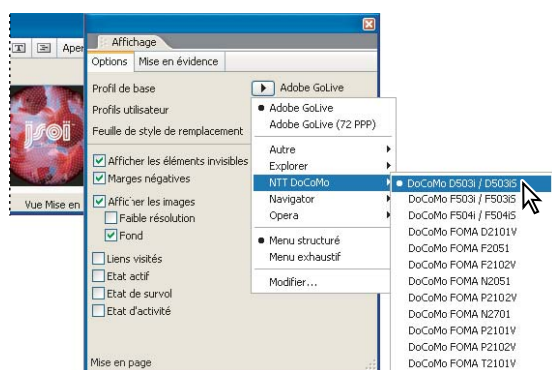 Aper
jsoï
Vue Mise en
Affichage
Options Mise en évidence
Profil de base
Adobe GoLive
Profils utilisateur
Feuille de style de remplacement
Afficher les éléments invisibles
Marges négatives
Afficher les images
Faible résolution
Fond
Liens visités
Etat actif
Etat de survol
Etat d'activité
Mise en page
Adobe GoLive
Adobe GoLive (72 PPP)
Autre
Explorer
NTT DoCoMo
Navigator
Opera
Menu structuré
Menu exhaustif
Modifier...
DoCoMo D503i / D503iS
DoCoMo F503i / F503iS
DoCoMo F504i / F504iS
DoCoMo FOMA D2101V
DoCoMo FOMA F2051
DoCoMo FOMA F2102V
DoCoMo FOMA N2051
DoCoMo FOMA P2102V
DoCoMo FOMA N2701
DoCoMo FOMA P2101V
DoCoMo FOMA P2102V
DoCoMo FOMA T2101V